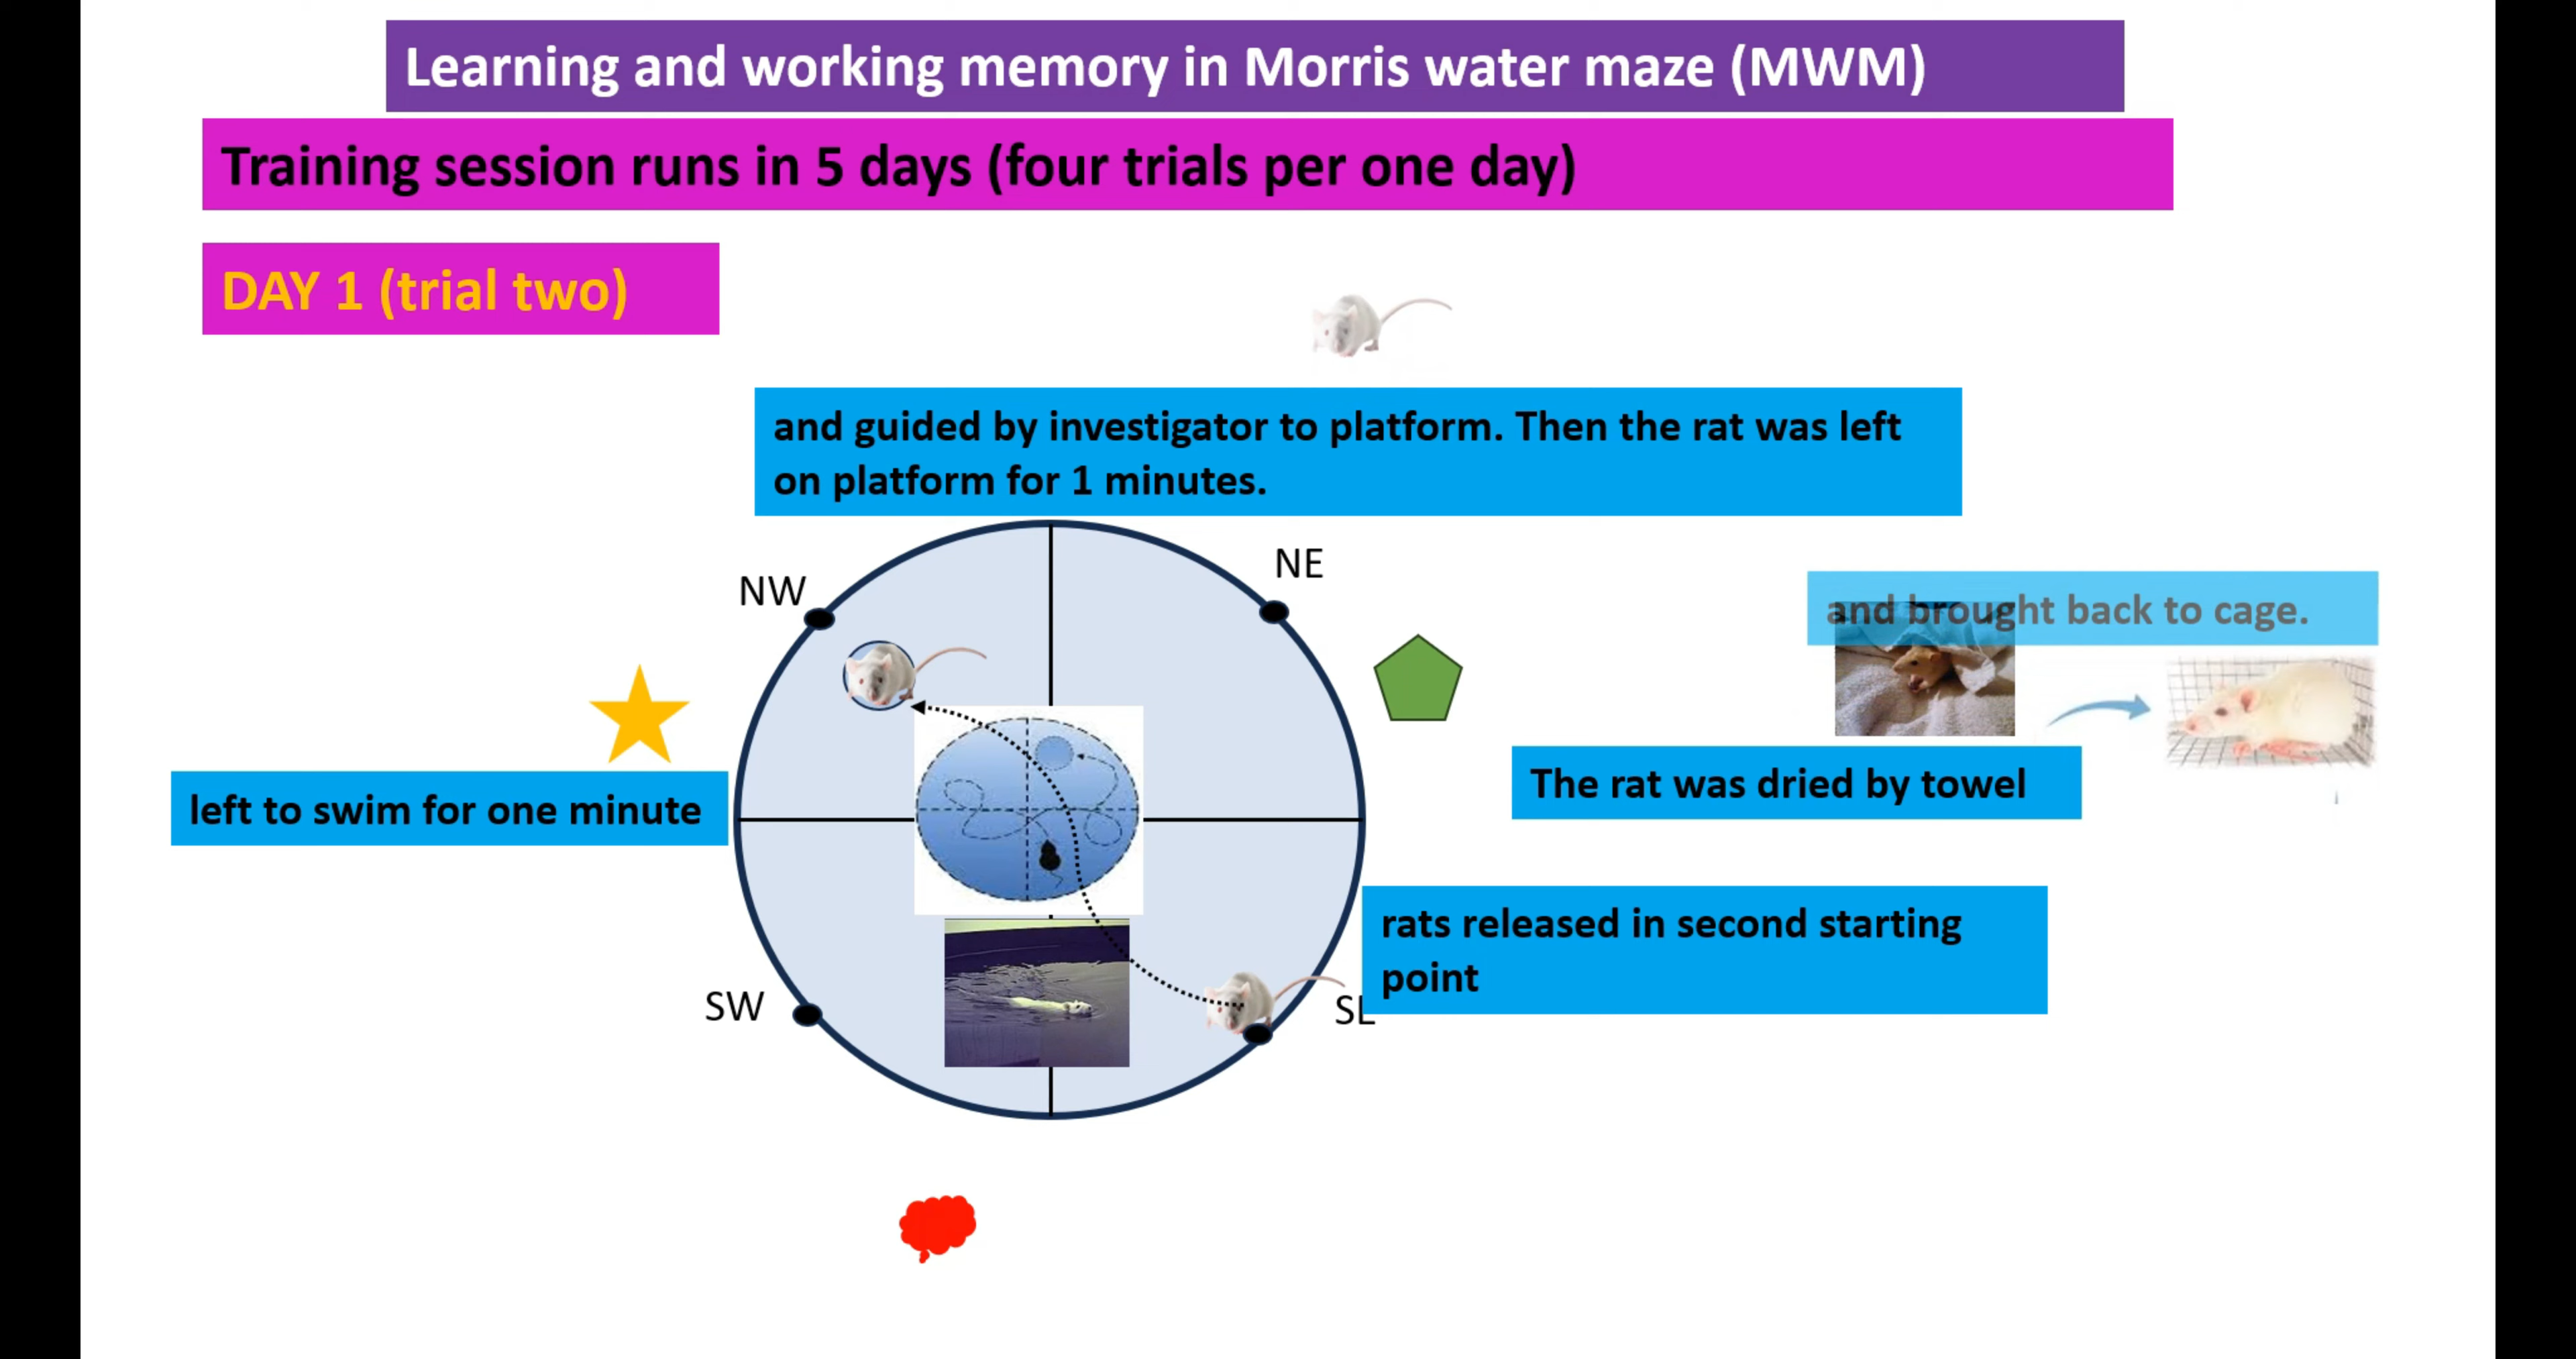 Learning and working memory in Morris water maze (MWM)
Training session runs in 5 days (four trials per one day)
DAY 1 (trial two)
and guided by investigator to platform. Then the rat was left
on platform for 1 minutes.
NW
NE
and brought back to cage.
left to swim for one minute
The rat was dried by towel
rats released in second starting
point
SW